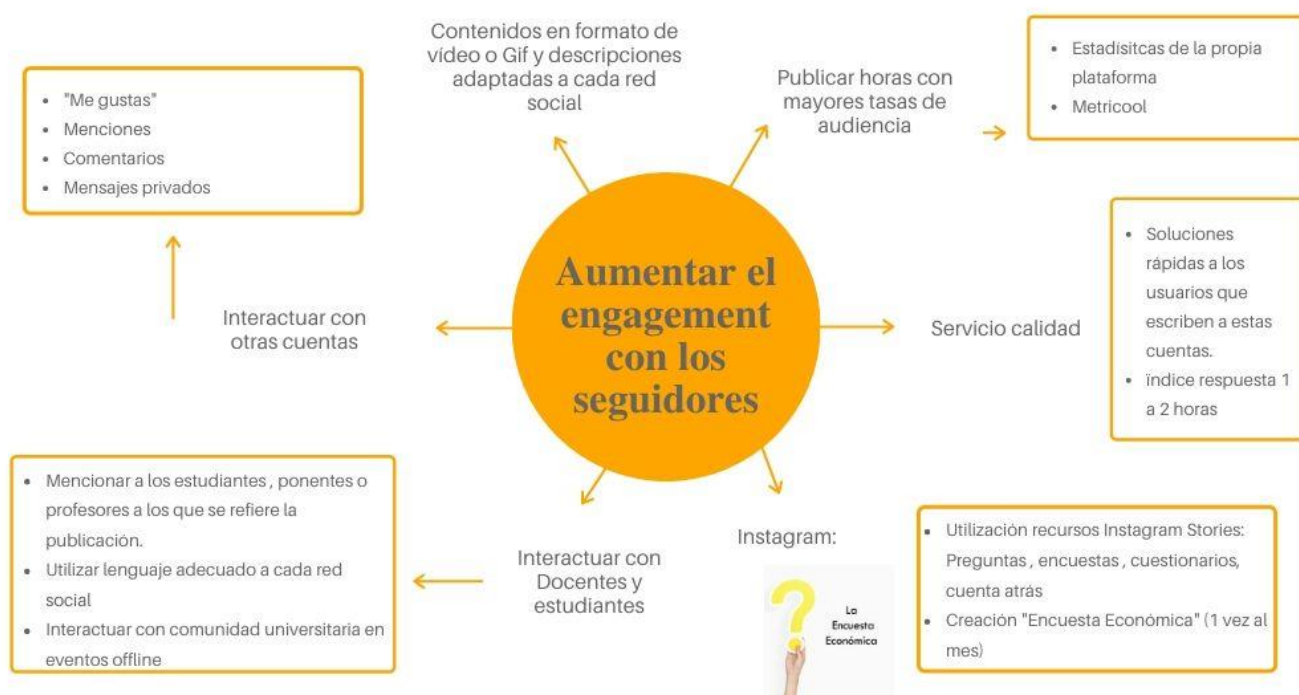 Contenidos en formato de
vídeo o Gif y descripciones
adaptadas a cada red
social
Publicar horas con
mayores tasas de
audiencia
• Estadísitcas de la propia
plataforma
• Metricool
• "Me gustas"
• Menciones
• Comentarios
• Mensajes privados
Interactuar con
otras cuentas
Aumentar el
engagement
con los
seguidores
Servicio calidad
• Soluciones
rápidas a los
usuarios que
escriben a estas
cuentas.
• ïndice respuesta 1
a 2 horas
• Mencionar a los estudiantes , ponentes o
profesores a los que se refiere la
publicación.
• Utilizar lenguaje adecuado a cada red
social
• Interactuar con comunidad universitaria en
eventos offline
Interactuar con
Docentes y
estudiantes
Instagram:
?
La
Encuesta
Económica
• Utilización recursos Instagram Stories:
Preguntas , encuestas , cuestionarios,
cuenta atrás
• Creación "Encuesta Económica" (1 vez al
mes)